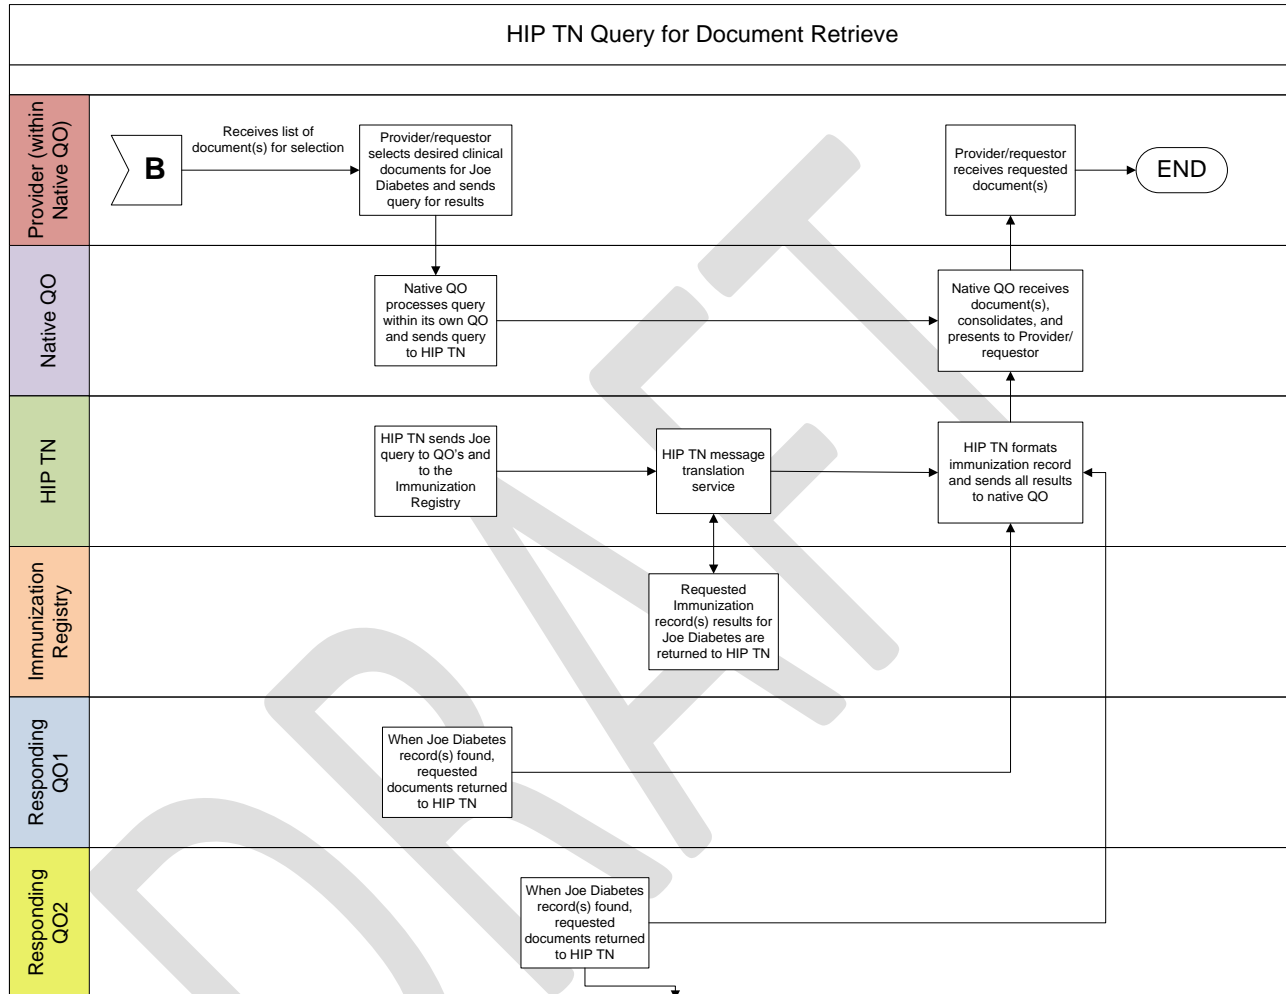 HIP TN Query for Document Retrieve
Provider (within
Native QO)
B
Receives list of
document(s) for selection
Provider/requestor
selects desired clinical
documents for Joe
Diabetes and sends
query for results
Provider/requestor
receives requested
document(s)
END
Native QO
Native QO
processes query
within its own QO
and sends query
to HIP TN
Native QO receives
document(s),
consolidates, and
presents to Provider/
requestor
HIP TN
HIP TN sends Joe
query to QO's and
to the
Immunization
Registry
HIP TN message
translation
service
HIP TN formats
immunization record
and sends all results
to native QO
Immunization
Registry
Requested
Immunization
record(s) results for
Joe Diabetes are
returned to HIP TN
Responding
QO1
When Joe Diabetes
record(s) found,
requested
documents returned
to HIP TN
Responding
QO2
When Joe Diabetes
record(s) found,
requested
documents returned
to HIP TN
DRAFT